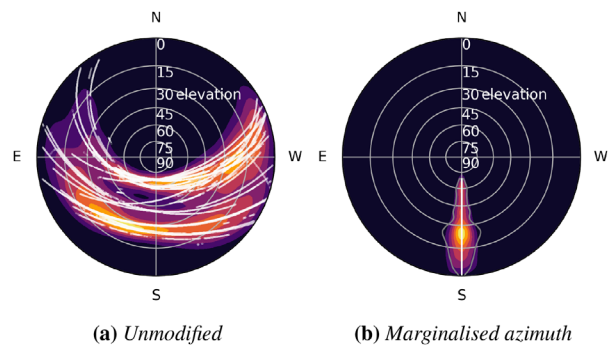 N
N
0
0
15
15
30 elevation
30 elevation
45
45
60
60
75
75
90
90
E
W
E
W
S
S
(a) Unmodified
(b) Marginalised azimuth